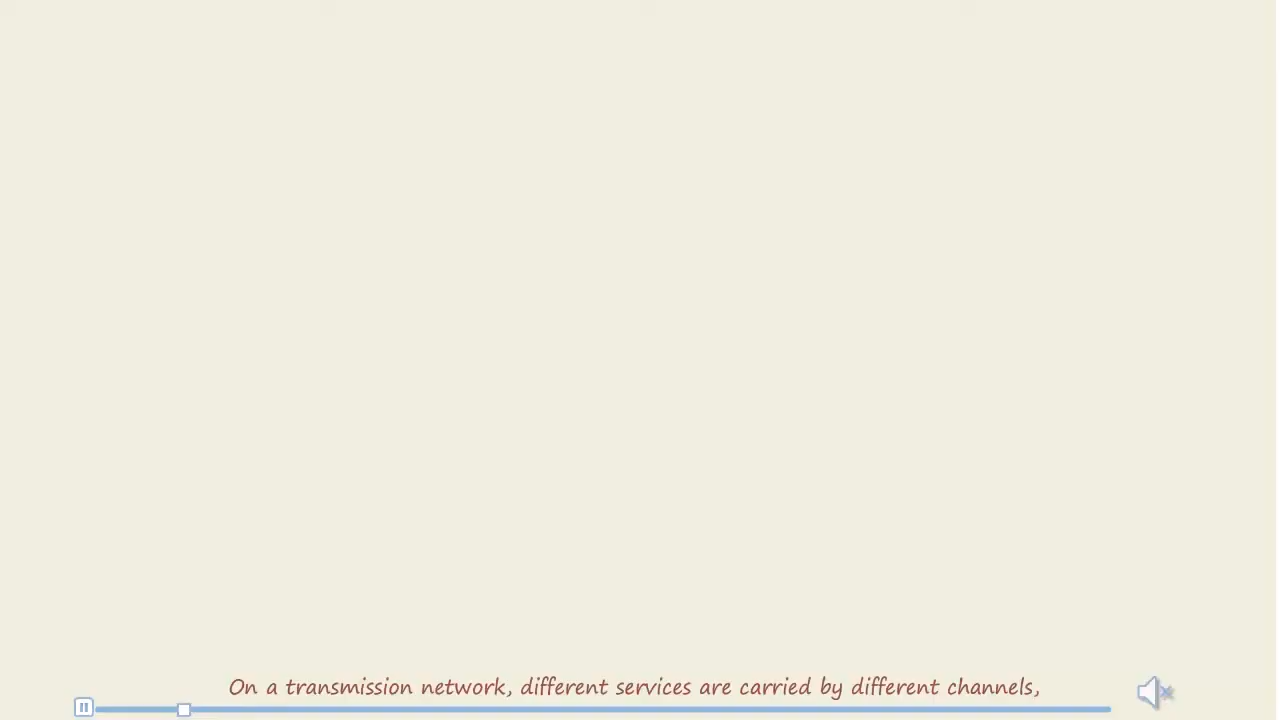 On a transmission network, different services are carried by different channels,